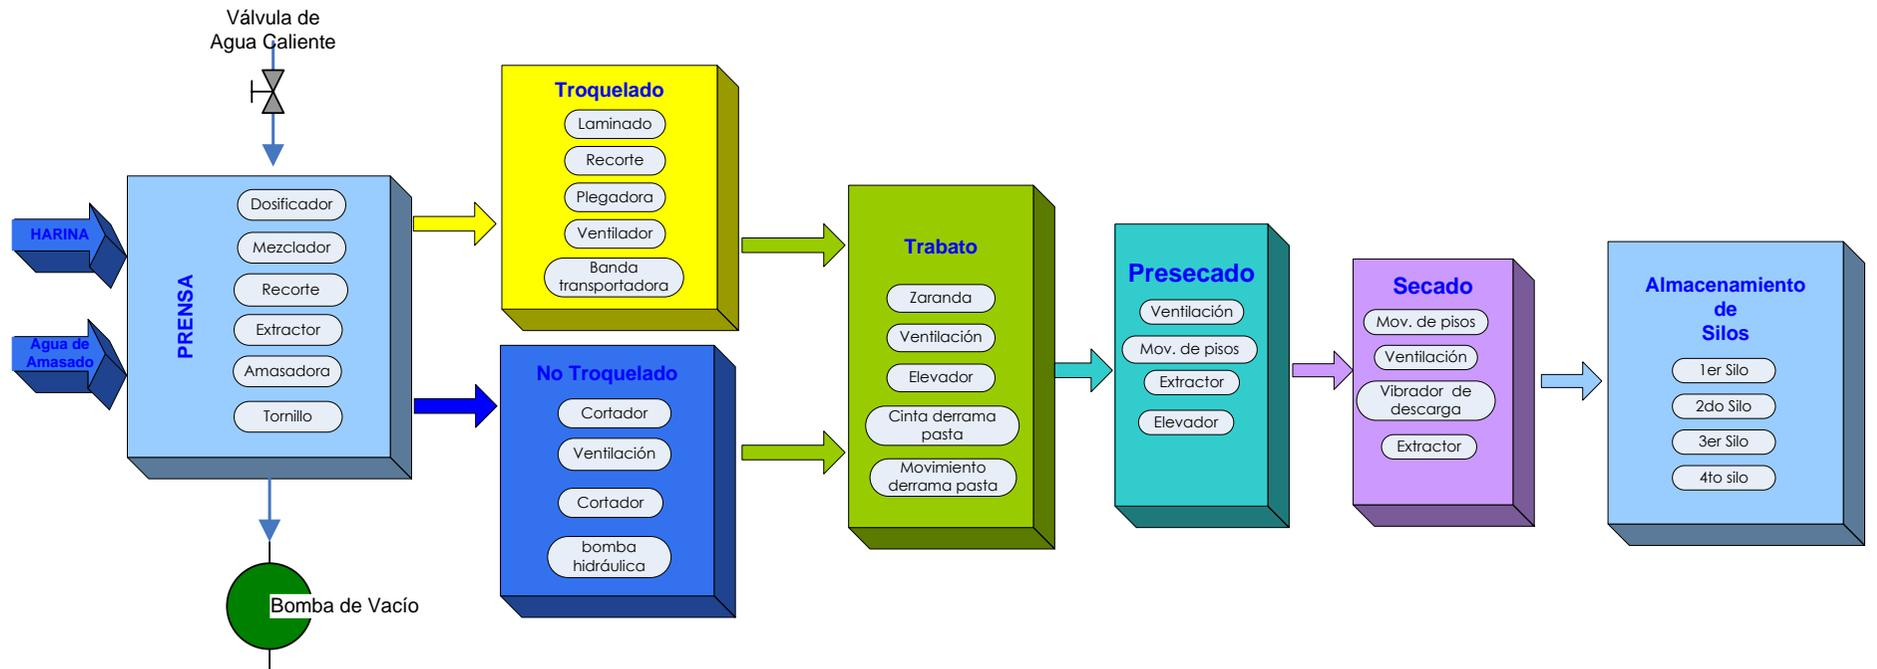 Válvula de
Agua Caliente
HARINA
Agua de
Amasado
PRENSA
Dosificador
Mezclador
Recorte
Extractor
Amasadora
Tornillo
Bomba de Vacío
Troquelado
Laminado
Recorte
Plegadora
Ventilador
Banda
transportadora
No Troquelado
Cortador
Ventilación
Cortador
bomba
hidráulica
Trabato
Zaranda
Ventilación
Elevador
Cinta derrama
pasta
Movimiento
derrama pasta
Presecado
Ventilación
Mov. de pisos
Extractor
Elevador
Secado
Mov. de pisos
Ventilación
Vibrador de
descarga
Extractor
Almacenamiento
de
Silos
1er Silo
2do Silo
3er Silo
4to silo